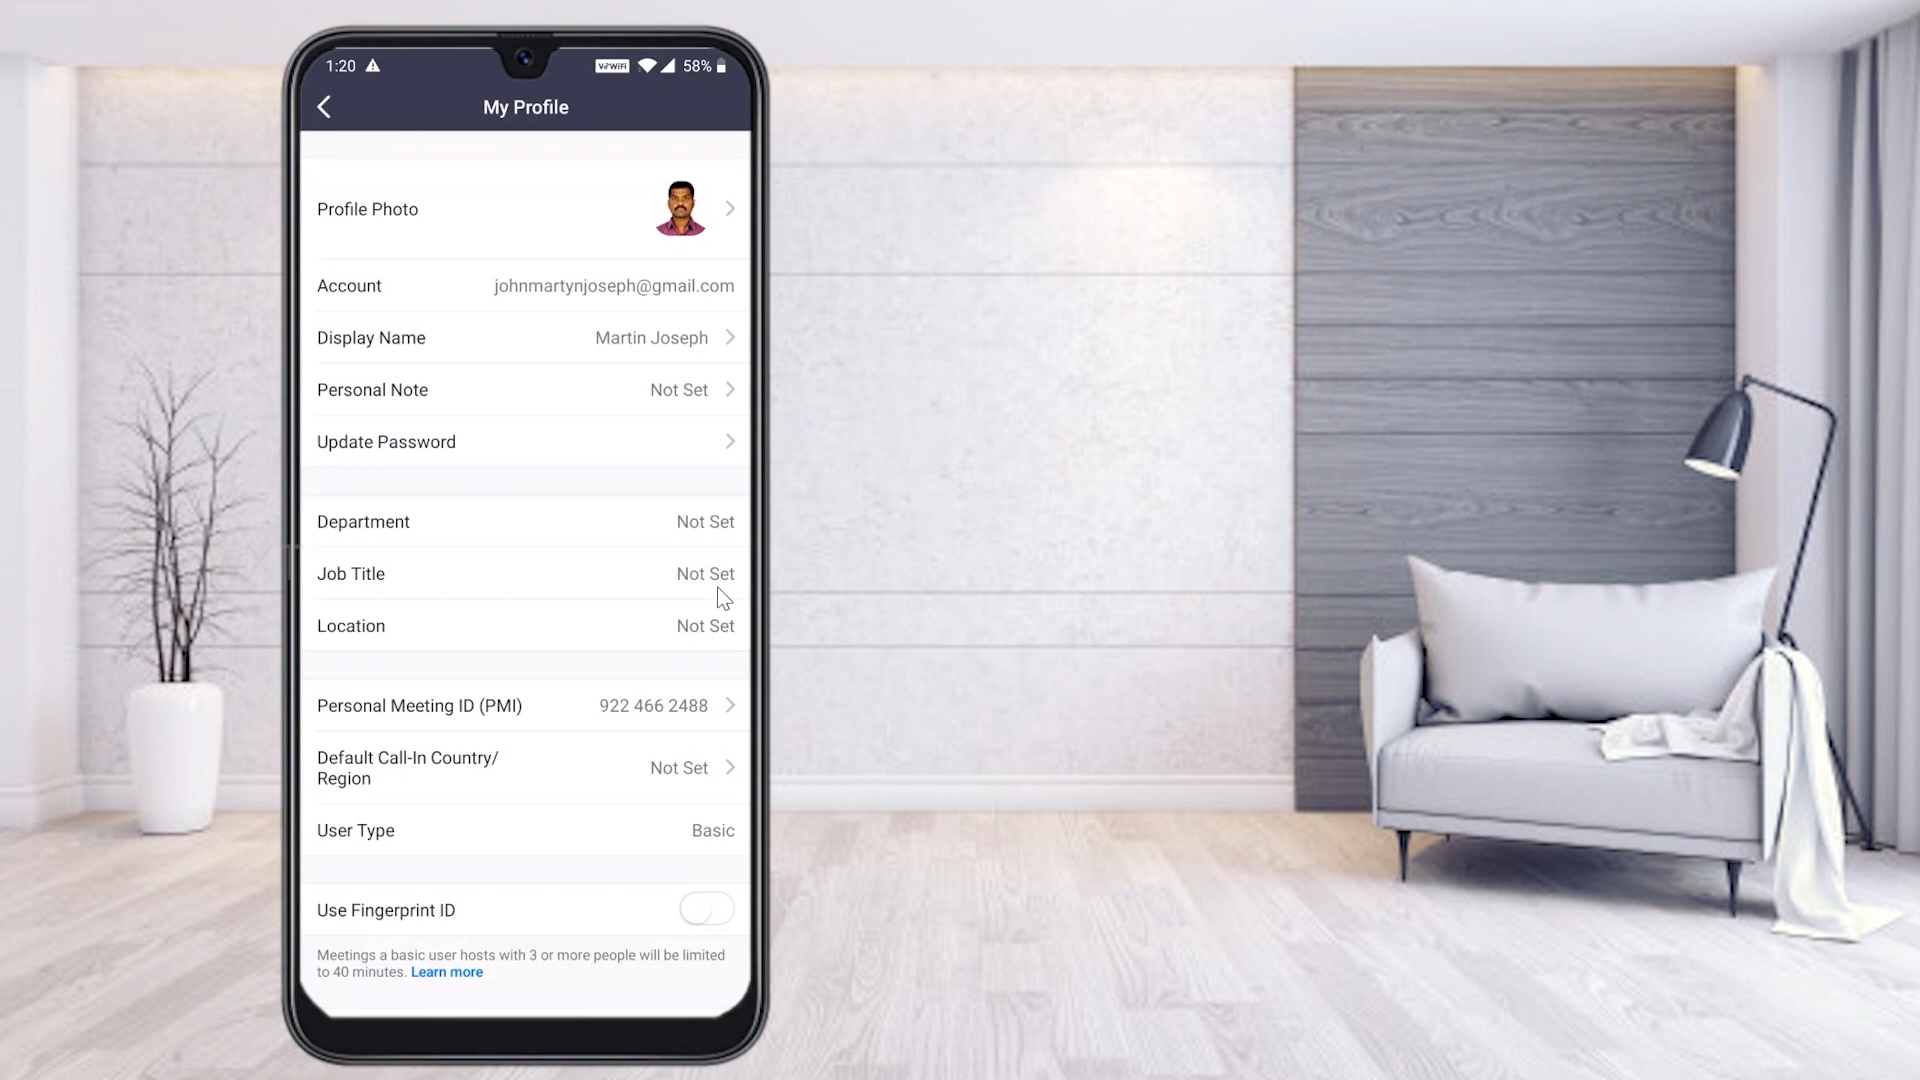 1:20 VoWiFi 58%
My Profile
Profile Photo
Account johnmartynjoseph@gmail.com
Display Name Martin Joseph
Personal Note Not Set
Update Password
Department Not Set
Job Title Not Set
Location Not Set
Personal Meeting ID (PMI) 922 466 2488
Default Call-In Country/
Region Not Set
User Type Basic
Use Fingerprint ID
Meetings a basic user hosts with 3 or more people will be limited
to 40 minutes. Learn more